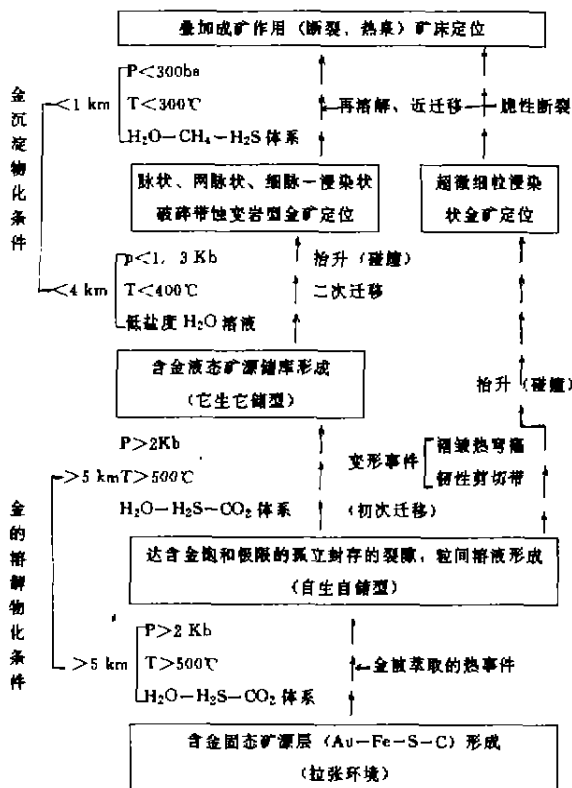 叠加成矿作用（断裂，热泉）矿床定位
P<300ba
<1 km
T<300℃
再溶解、近迁移
脆性断裂
H₂O－CH₄－H₂S 体系
金沉淀物化条件
脉状、网脉状、细脉－浸染状
破碎带蚀变岩型金矿定位
超微细粒浸染
状金矿定位
p<1，3 Kb
抬升（碰撞）
<4 km
T<400℃
二次迁移
低盐度 H₂O 溶液
含金液态矿源储库形成
（它生它储型）
抬升（碰撞）
P>2Kb
变形事件
褶皱热穹窿
>5 km
T>500℃
韧性剪切带
H₂O－H₂S－CO₂ 体系
（初次迁移）
金的溶解物化条件
达含金饱和极限的孤立封存的裂隙，粒间溶液形成
（自生自储型）
P>2 Kb
>5 km
T>500℃
金被萃取的热事件
H₂O－H₂S－CO₂ 体系
含金固态矿源层（Au－Fe－S－C）形成
（拉张环境）